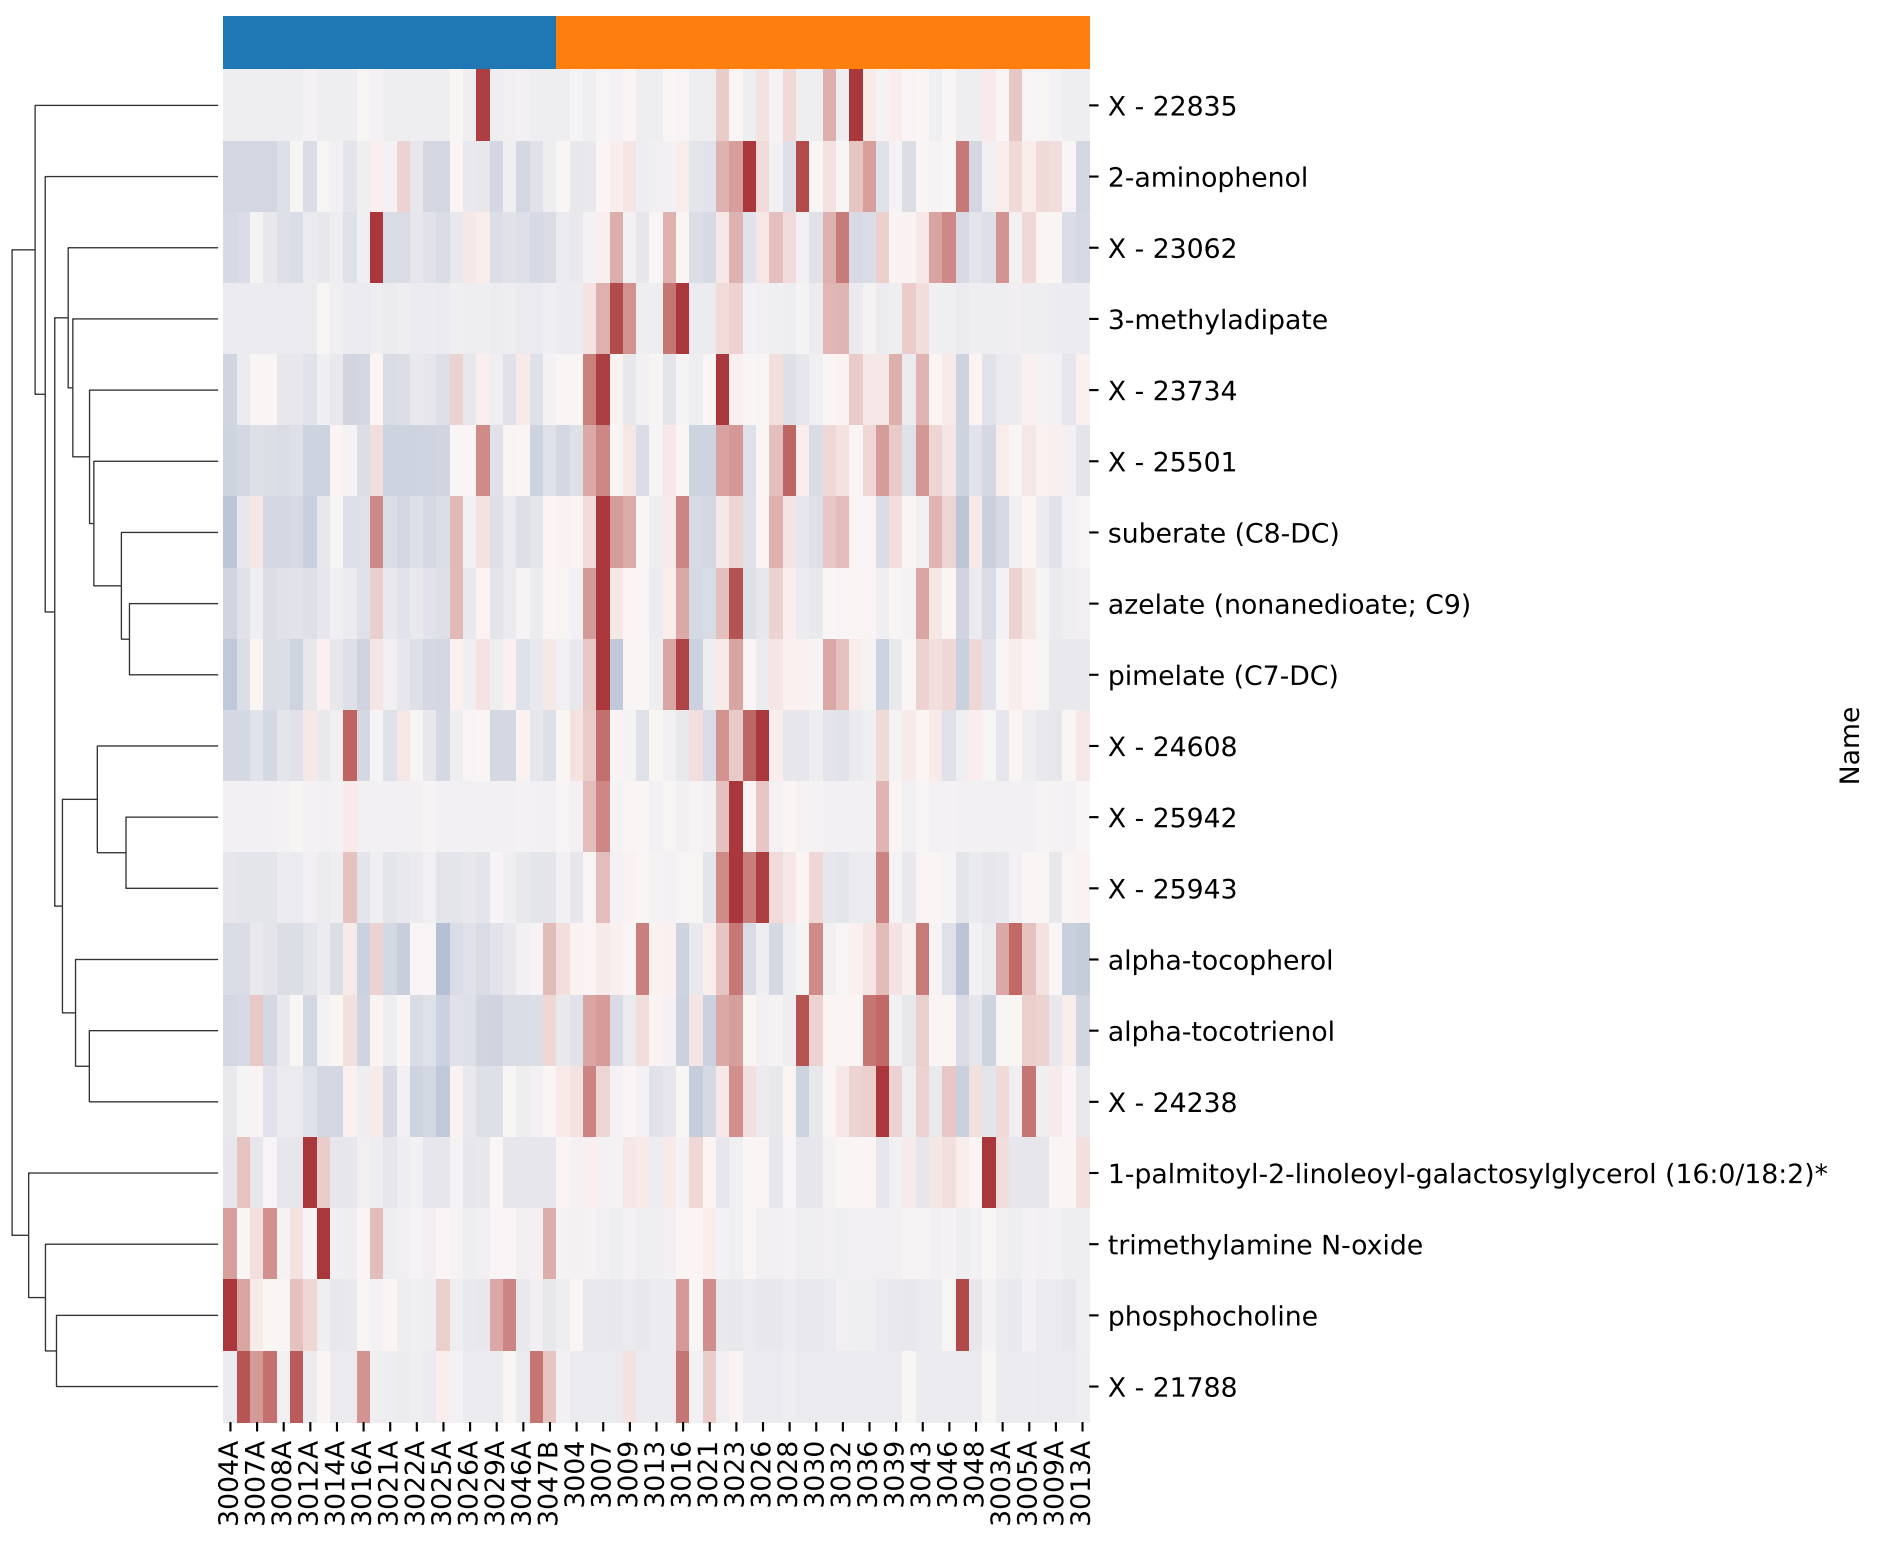 X - 22835
2-aminophenol
X - 23062
3-methyladipate
X - 23734
X - 25501
suberate (C8-DC)
azelate (nonanedioate; C9)
pimelate (C7-DC)
X - 24608
X - 25942
X - 25943
alpha-tocopherol
alpha-tocotrienol
X - 24238
1-palmitoyl-2-linoleoyl-galactosylglycerol (16:0/18:2)*
trimethylamine N-oxide
phosphocholine
X - 21788
Name
3004A
3007A
3008A
3012A
3014A
3016A
3021A
3022A
3025A
3026A
3029A
3046A
3047B
3004
3007
3009
3013
3016
3021
3023
3026
3028
3030
3032
3036
3039
3043
3046
3048
3003A
3005A
3009A
3013A